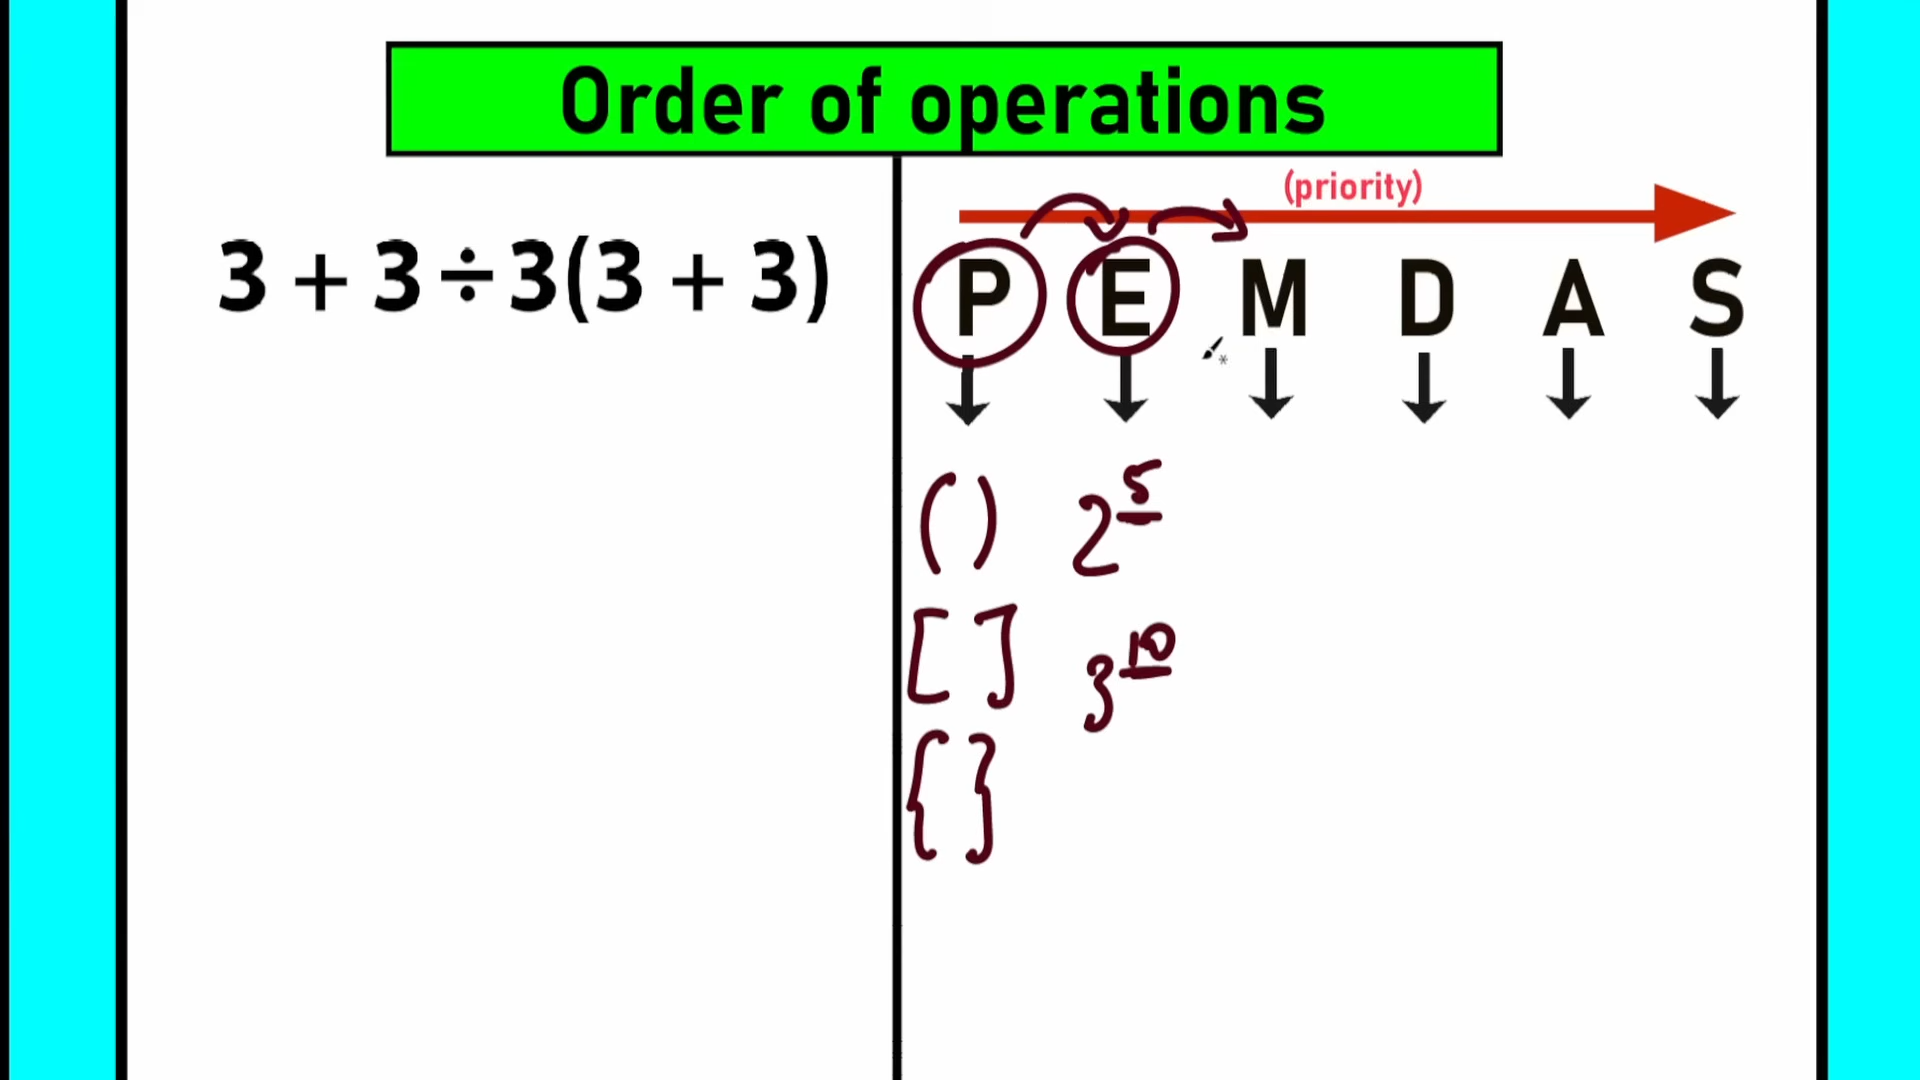 Order of operations
3 + 3 ÷ 3(3 + 3)
(priority)
P E M D A S
( ) 2^5
[ ] 3^10
{ }